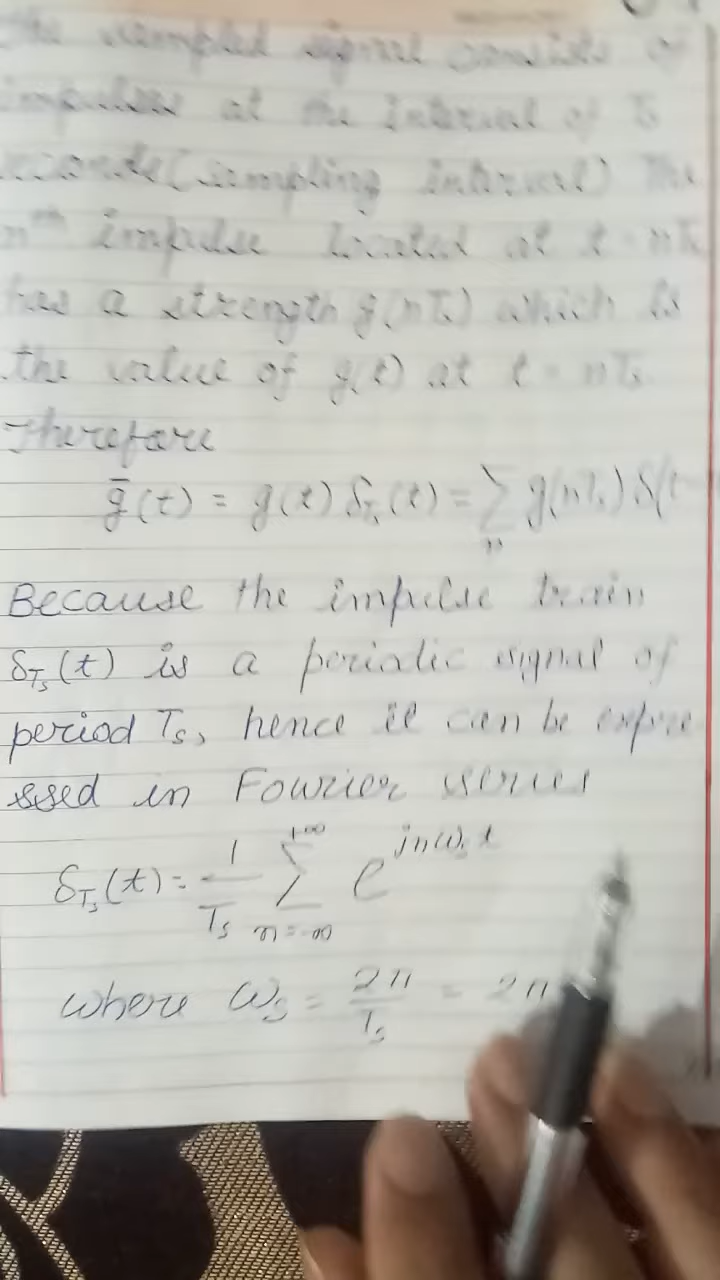 The sampled signal consists of
impulses at the interval of Ts
seconds (sampling interval) The
nth impulse located at t = nTs
has a strength g(nTs) which is
the value of g(t) at t = nTs
Therefore
ḡ(t) = g(t) δTs(t) = ∑n g(nTs) δ(t-
Because the impulse train
δTs(t) is a periodic signal of
period Ts, hence it can be expre
ssed in Fourier series
δTs(t) = 1/Ts ∑n=-∞+∞ e^jnωst
where ωs = 2π/Ts = 2π